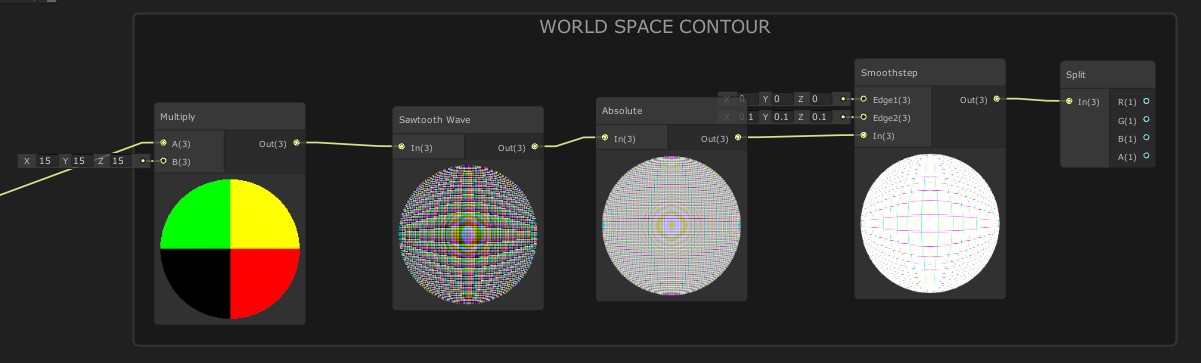 WORLD SPACE CONTOUR
Multiply
A(3)
B(3)
Out(3)
X 15 Y 15 Z 15
Sawtooth Wave
In(3)
Out(3)
Absolute
In(3)
Out(3)
X 0 Y 0 Z 0
X 0.1 Y 0.1 Z 0.1
Smoothstep
Edge1(3)
Edge2(3)
In(3)
Out(3)
Split
In(3)
R(1)
G(1)
B(1)
A(1)